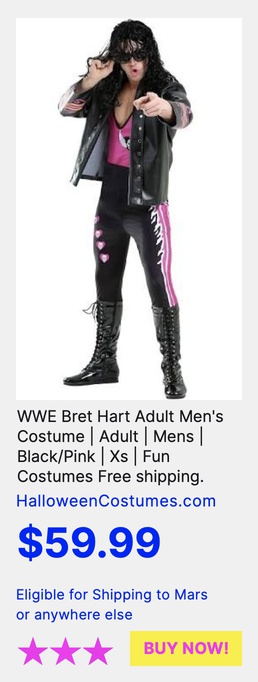 WWE Bret Hart Adult Men's
Costume | Adult | Mens |
Black/Pink | Xs | Fun
Costumes Free shipping.
HalloweenCostumes.com
$59.99
Eligible for Shipping to Mars
or anywhere else
BUY NOW!